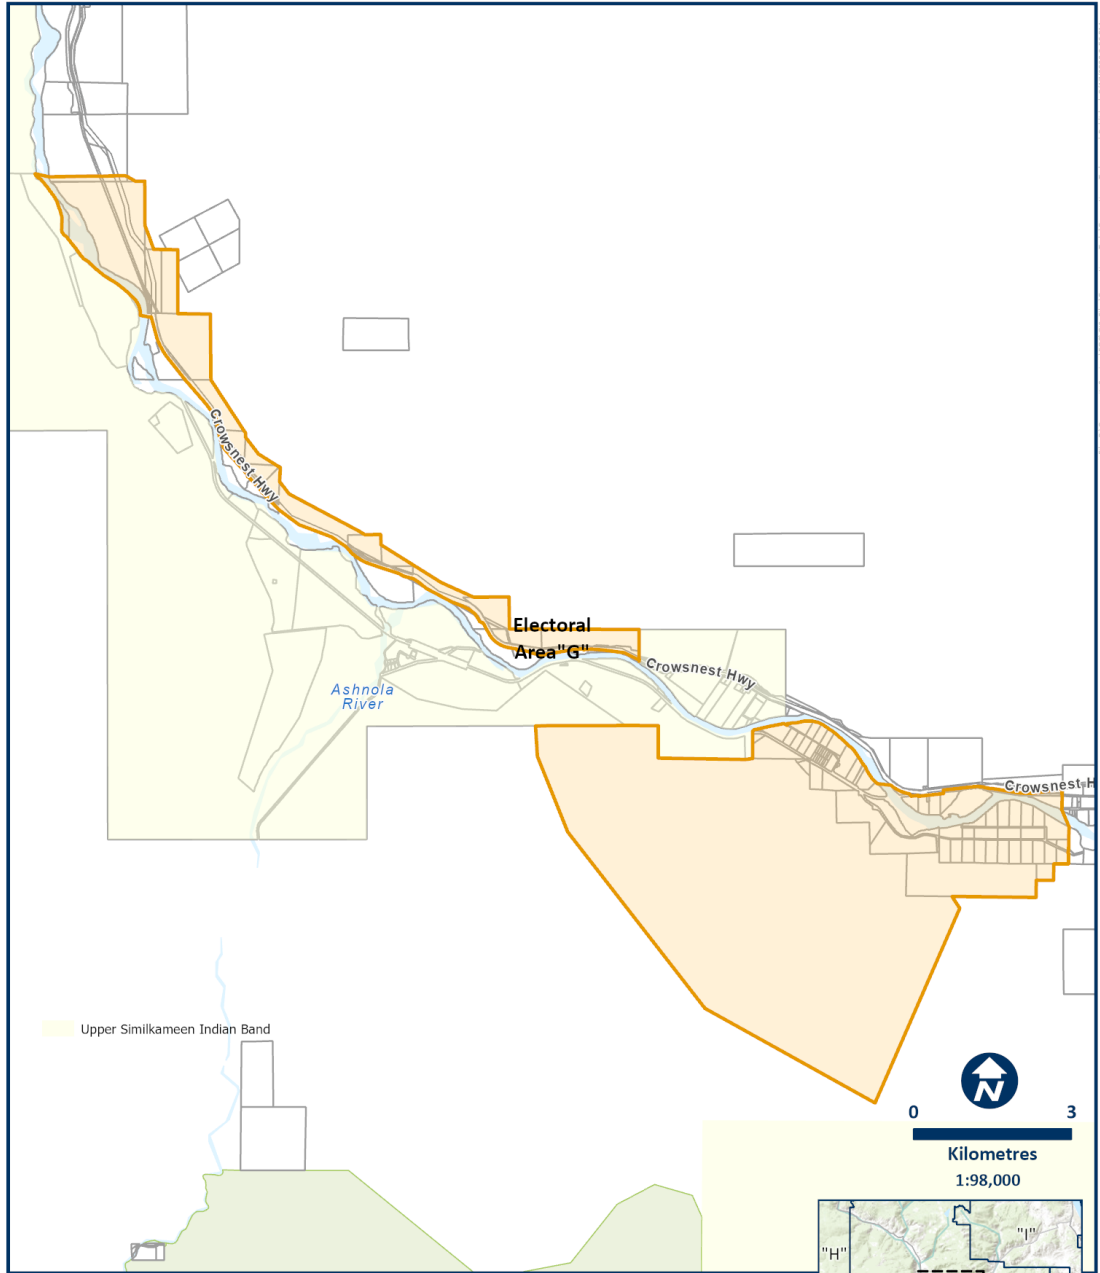 Crowsnest Hwy
Electoral
Area"G"
Crowsnest Hwy
Ashnola
River
Crowsnest H
Upper Similkameen Indian Band
N
0 3
Kilometres
1:98,000
"H"
"I"